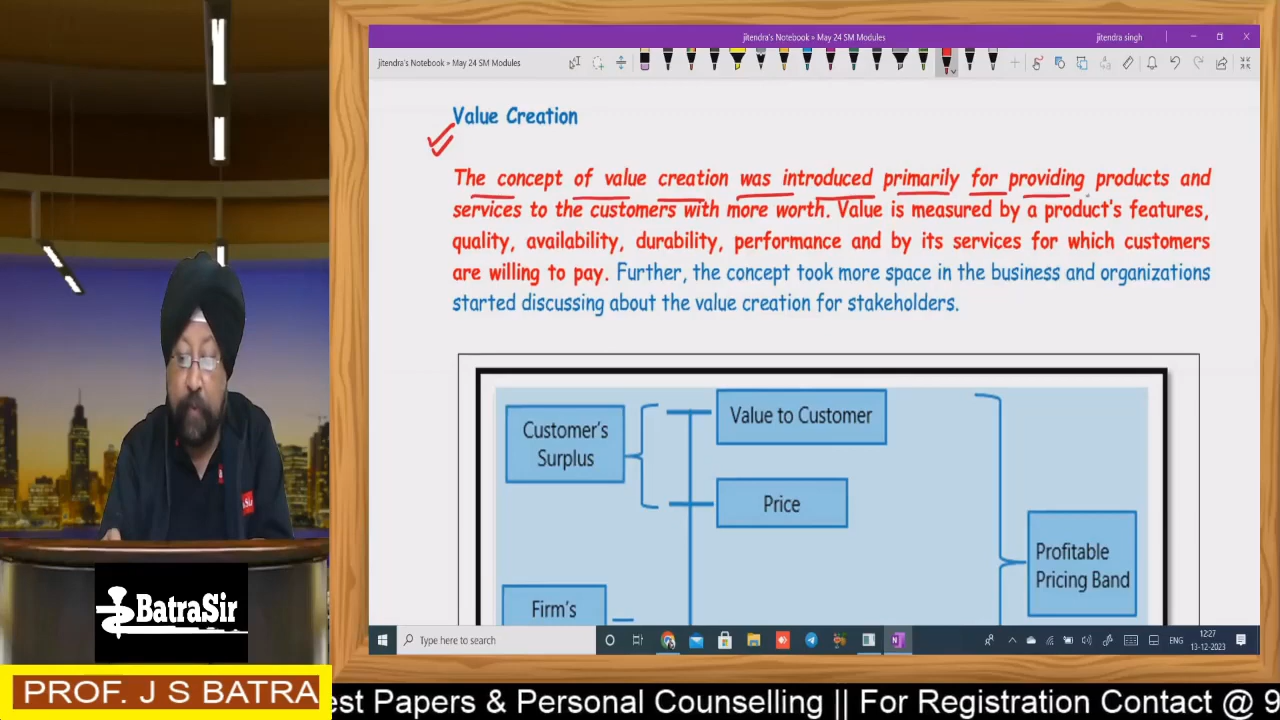 jitendra's Notebook » May 24 SM Modules
jitendra singh
jitendra's Notebook » May 24 SM Modules
Value Creation
The concept of value creation was introduced primarily for providing products and
services to the customers with more worth. Value is measured by a product's features,
quality, availability, durability, performance and by its services for which customers
are willing to pay. Further, the concept took more space in the business and organizations
started discussing about the value creation for stakeholders.
Customer's
Surplus
Value to Customer
Price
Profitable
Pricing Band
Firm's
BatraSir
Type here to search
ENG
12:27
13-12-2023
PROF. J S BATRA
est Papers & Personal Counselling || For Registration Contact @ 9